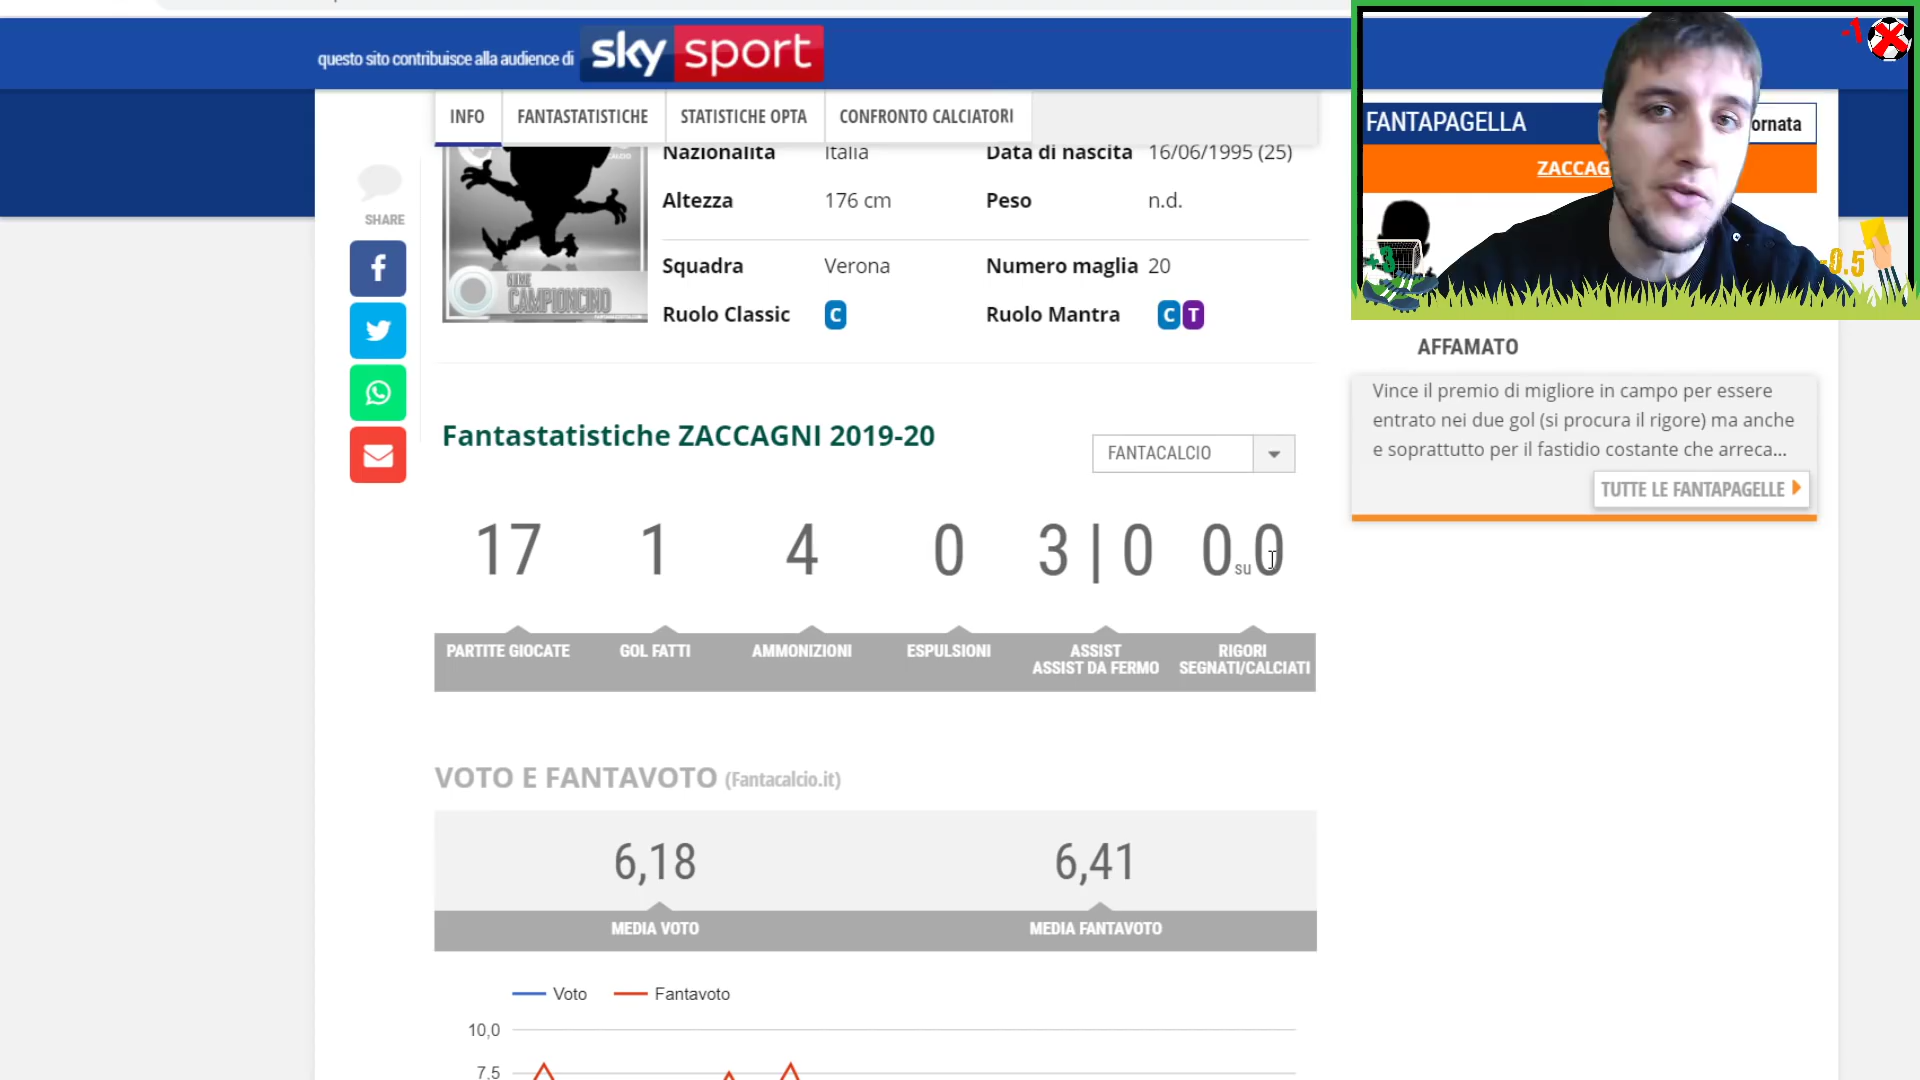 questo sito contribuisce alla audience di sky sport
INFO FANTASTATISTICHE STATISTICHE OPTA CONFRONTO CALCIATORI
Nazionalità Italia Data di nascita 16/06/1995 (25)
Altezza 176 cm Peso n.d.
Squadra Verona Numero maglia 20
Ruolo Classic C Ruolo Mantra C T
NOME
CAMPIONCINO
SHARE
Fantastatistiche ZACCAGNI 2019-20
FANTACALCIO
17 1 4 0 3 | 0 0 su 0
PARTITE GIOCATE GOL FATTI AMMONIZIONI ESPULSIONI ASSIST RIGORI
ASSIST DA FERMO SEGNATI/CALCIATI
VOTO E FANTAVOTO (Fantacalcio.it)
6,18 6,41
MEDIA VOTO MEDIA FANTAVOTO
Voto Fantavoto
10,0
7,5
-1
FANTAPAGELLA ornata
ZACCAG
+3
-0.5
AFFAMATO
Vince il premio di migliore in campo per essere
entrato nei due gol (si procura il rigore) ma anche
e soprattutto per il fastidio costante che arreca...
TUTTE LE FANTAPAGELLE